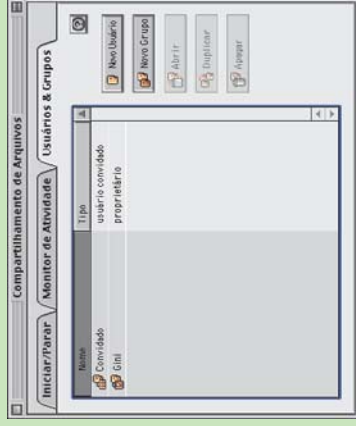 Compartilhamento de Arquivos
Iniciar/Parar
Monitor de Atividade
Usuários & Grupos
Nome
Tipo
Convidado
usuário convidado
Gini
proprietário
?
Novo Usuário
Novo Grupo
Abrir
Duplicar
Apagar